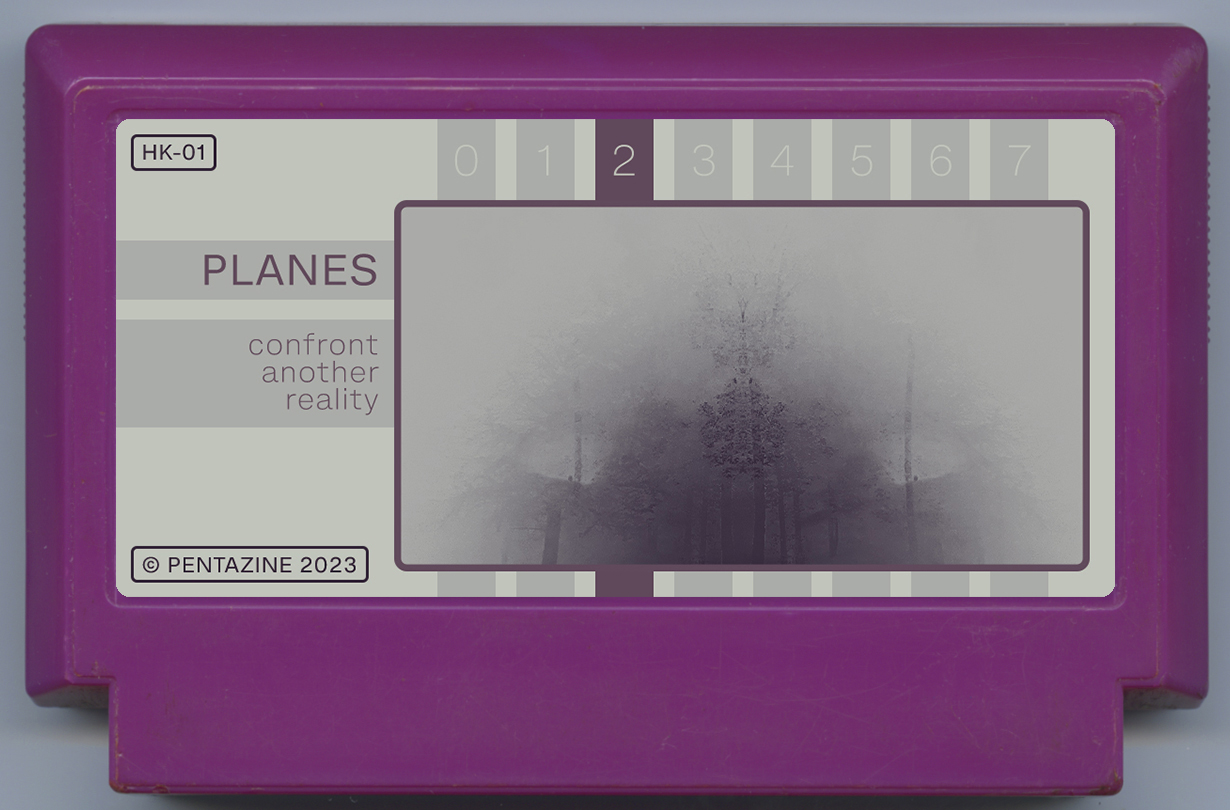 HK-01
0 1 2 3 4 5 6 7
PLANES
confront
another
reality
© PENTAZINE 2023